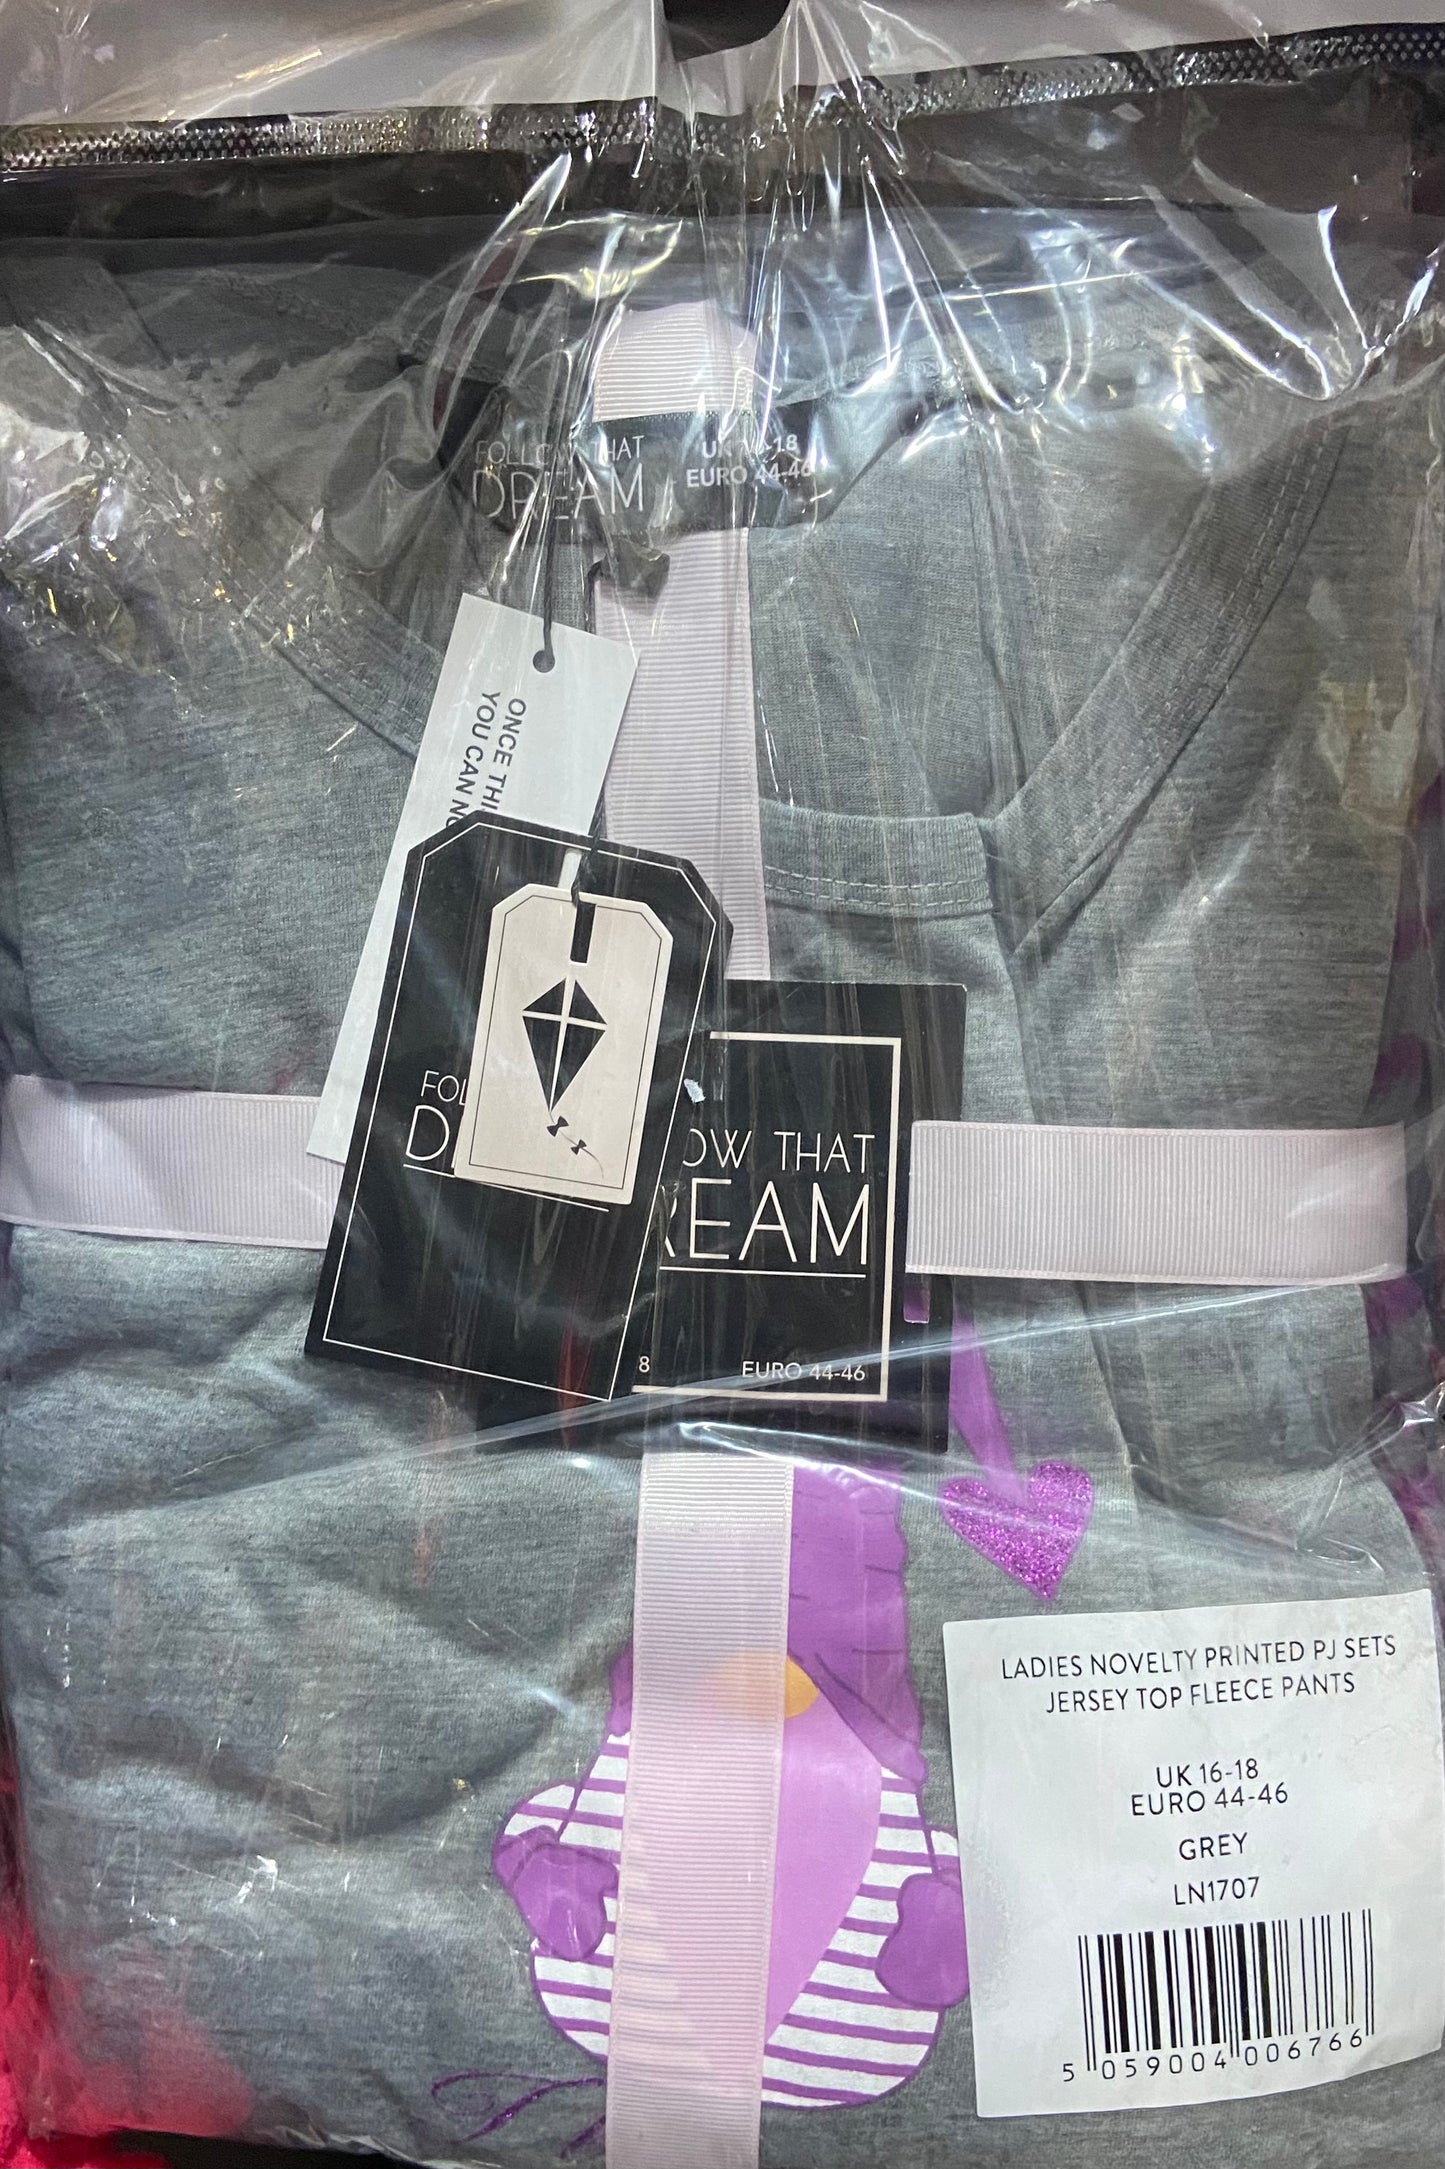 FOLLOW THAT
DREAM
UK 16-18
EURO 44-46
ONCE THI
YOU CAN NO
FOL
D
OW THAT
REAM
8 EURO 44-46
LADIES NOVELTY PRINTED PJ SETS
JERSEY TOP FLEECE PANTS
UK 16-18
EURO 44-46
GREY
LN1707
5 059004 006766